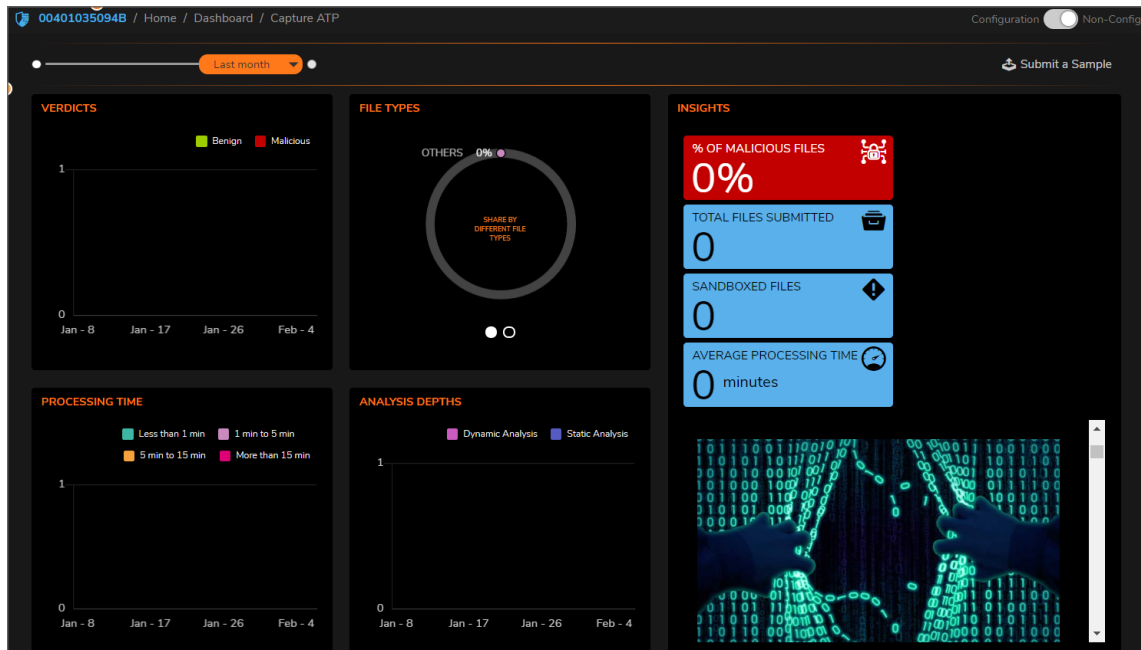 00401035094B / Home / Dashboard / Capture ATP
Configuration Non-Config
Last month
Submit a Sample
VERDICTS
Benign Malicious
1
0
Jan - 8 Jan - 17 Jan - 26 Feb - 4
FILE TYPES
OTHERS 0%
SHARE BY
DIFFERENT FILE
TYPES
INSIGHTS
% OF MALICIOUS FILES
0%
TOTAL FILES SUBMITTED
0
SANDBOXED FILES
0
AVERAGE PROCESSING TIME
0 minutes
PROCESSING TIME
Less than 1 min 1 min to 5 min
5 min to 15 min More than 15 min
1
0
Jan - 8 Jan - 17 Jan - 26 Feb - 4
ANALYSIS DEPTHS
Dynamic Analysis Static Analysis
1
0
Jan - 8 Jan - 17 Jan - 26 Feb - 4